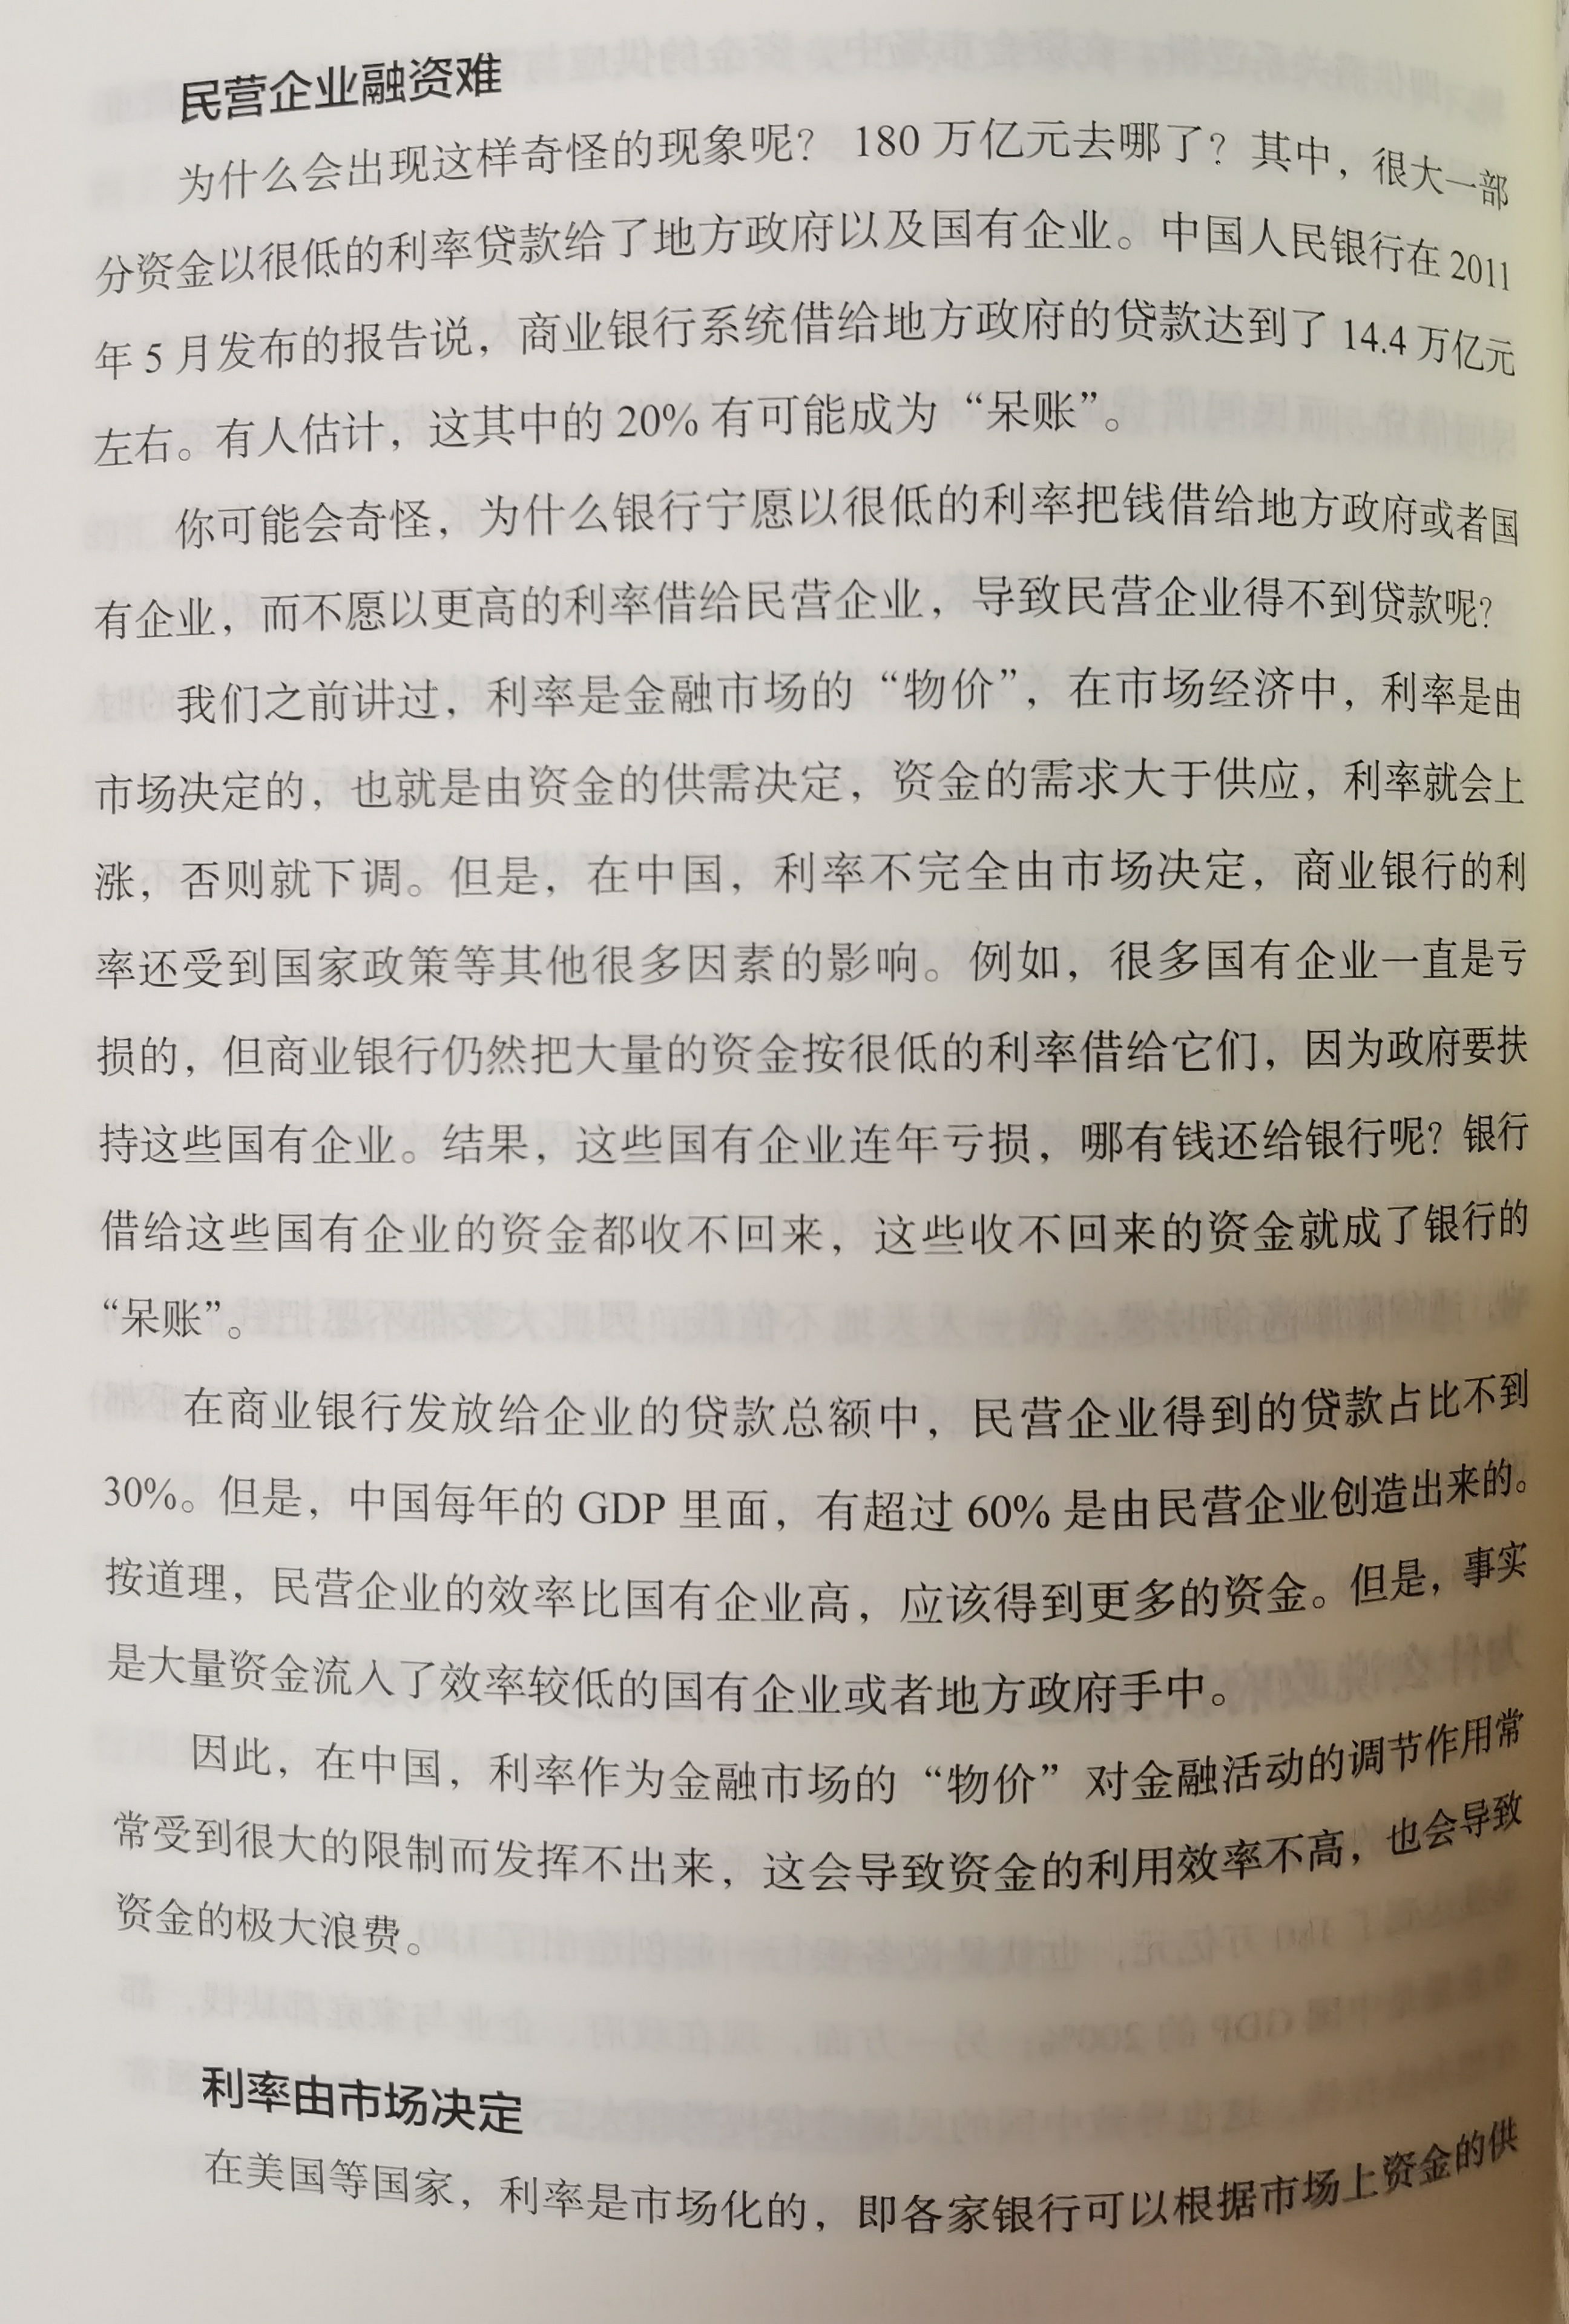 民营企业融资难
为什么会出现这样奇怪的现象呢？ 180 万亿元去哪了？其中，很大一部
分资金以很低的利率贷款给了地方政府以及国有企业。中国人民银行在 2011
年 5 月发布的报告说，商业银行系统借给地方政府的贷款达到了 14.4 万亿元
左右。有人估计，这其中的 20% 有可能成为“呆账”。
你可能会奇怪，为什么银行宁愿以很低的利率把钱借给地方政府或者国
有企业，而不愿以更高的利率借给民营企业，导致民营企业得不到贷款呢？
我们之前讲过，利率是金融市场的“物价”，在市场经济中，利率是由
市场决定的，也就是由资金的供需决定，资金的需求大于供应，利率就会上
涨，否则就下调。但是，在中国，利率不完全由市场决定，商业银行的利
率还受到国家政策等其他很多因素的影响。例如，很多国有企业一直是亏
损的，但商业银行仍然把大量的资金按很低的利率借给它们，因为政府要扶
持这些国有企业。结果，这些国有企业连年亏损，哪有钱还给银行呢？银行
借给这些国有企业的资金都收不回来，这些收不回来的资金就成了银行的
“呆账”。
在商业银行发放给企业的贷款总额中，民营企业得到的贷款占比不到
30%。但是，中国每年的 GDP 里面，有超过 60% 是由民营企业创造出来的。
按道理，民营企业的效率比国有企业高，应该得到更多的资金。但是，事实
是大量资金流入了效率较低的国有企业或者地方政府手中。
因此，在中国，利率作为金融市场的“物价”对金融活动的调节作用常
常受到很大的限制而发挥不出来，这会导致资金的利用效率不高，也会导致
资金的极大浪费。
利率由市场决定
在美国等国家，利率是市场化的，即各家银行可以根据市场上资金的供